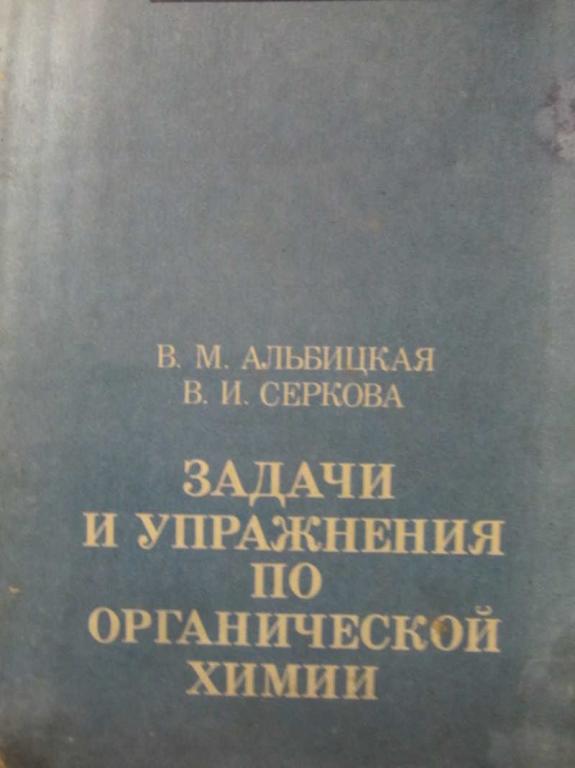 В. М. АЛЬБИЦКАЯ
В. И. СЕРКОВА
ЗАДАЧИ
И УПРАЖНЕНИЯ
ПО
ОРГАНИЧЕСКОЙ
ХИМИИ